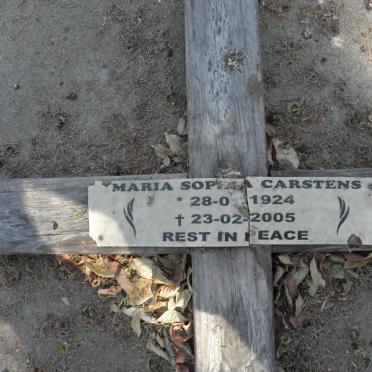 MARIA SOPHIA CARSTENS
* 28-0 1924
† 23-02-2005
REST IN PEACE